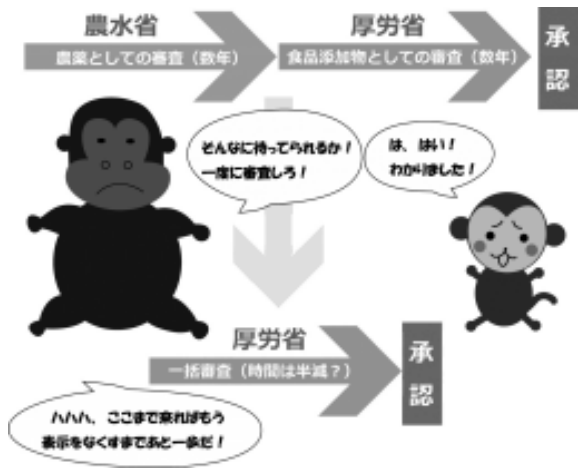 農水省
農薬としての審査（数年）
厚労省
食品添加物としての審査（数年）
承認
そんなに待ってられるか！
一度に審査しろ！
は、はい！
わかりました！
厚労省
一括審査（時間は半減？）
承認
ハハハ、ここまで来ればもう
表示をなくすまであと一歩だ！